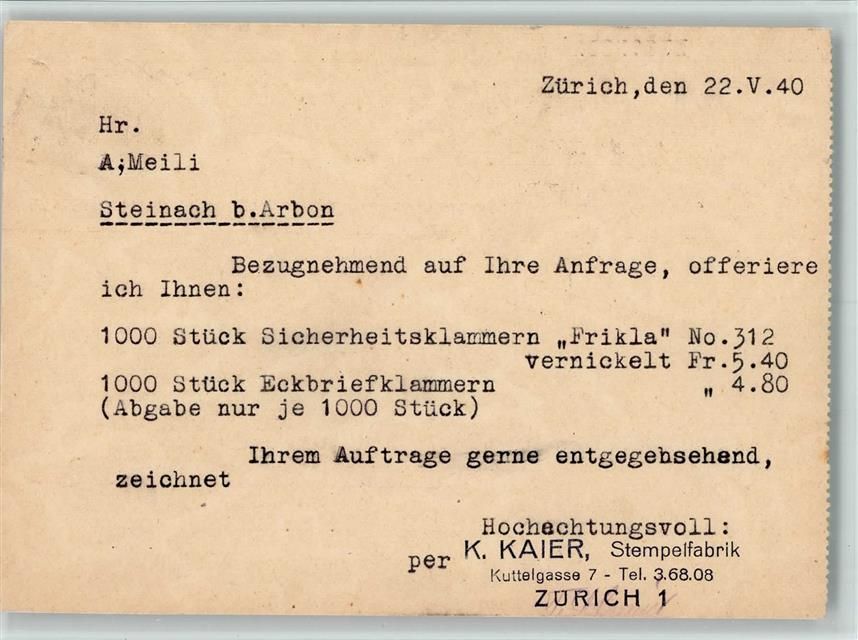 Zürich,den 22.V.40
Hr.
A;Meili
Steinach b.Arbon
Bezugnehmend auf Ihre Anfrage, offeriere
ich Ihnen:
1000 Stück Sicherheitsklammern „Frikla" No.312
vernickelt Fr.5.40
1000 Stück Eckbriefklammern „ 4.80
(Abgabe nur je 1000 Stück)
Ihrem Auftrage gerne entgegehsehend,
zeichnet
Hochachtungsvoll:
per K. KAIER, Stempelfabrik
Kuttelgasse 7 - Tel. 3.68.08
ZÜRICH 1